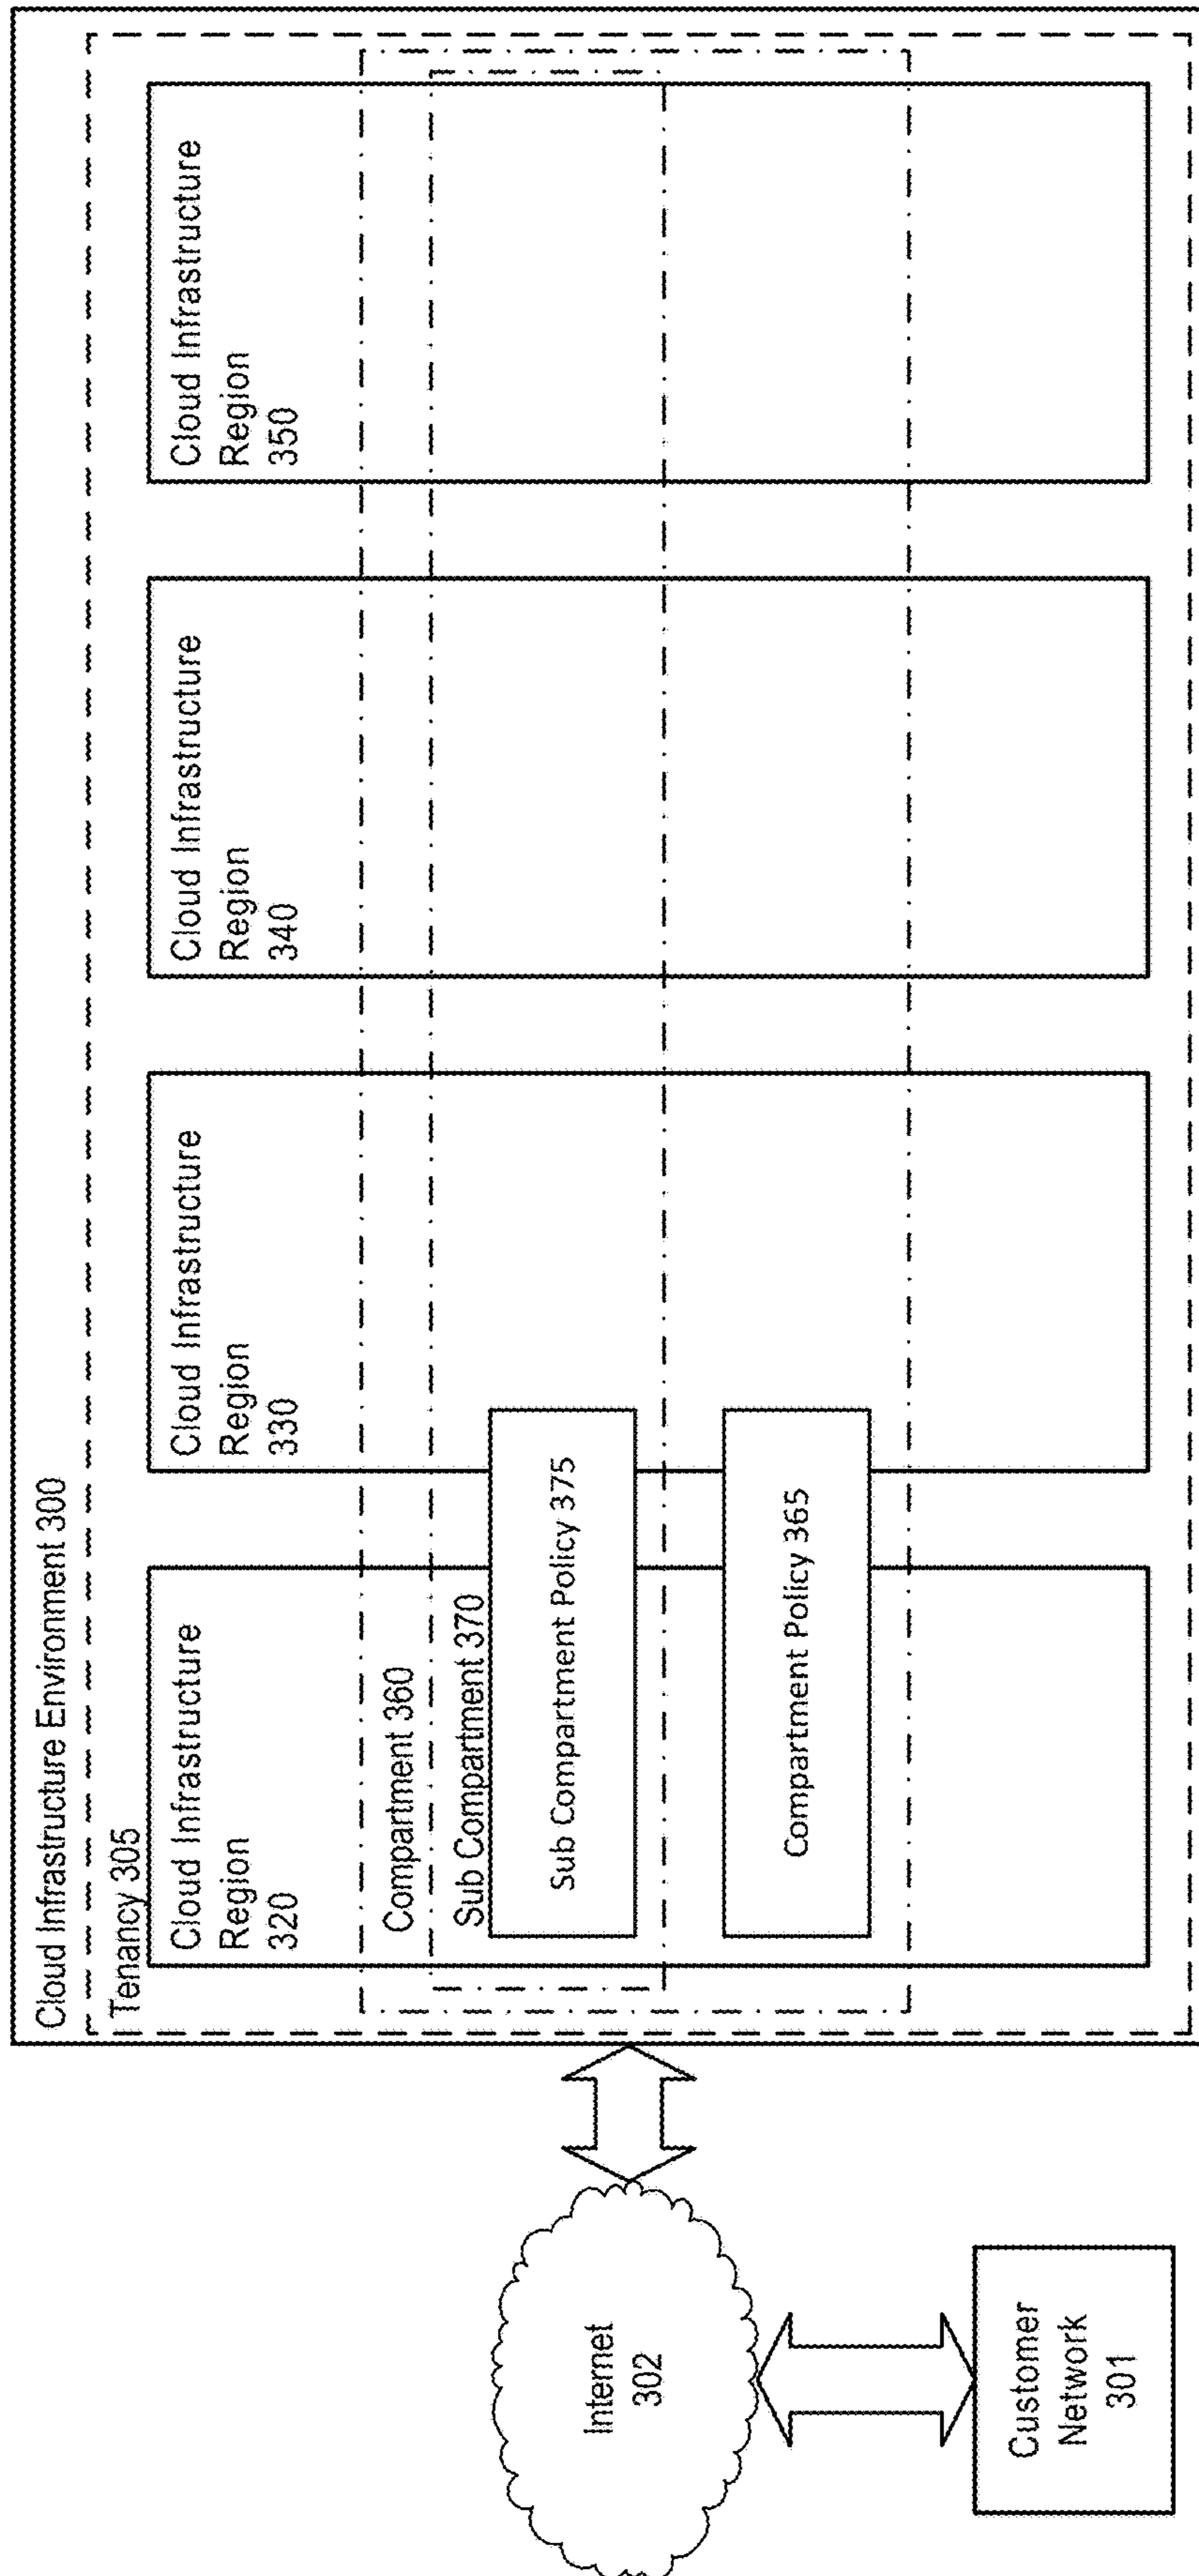 Cloud Infrastructure Environment 300
Tenancy 305
Cloud Infrastructure
Region
320
Cloud Infrastructure
Region
330
Cloud Infrastructure
Region
340
Cloud Infrastructure
Region
350
Compartment 360
Sub Compartment 370
Sub Compartment Policy 375
Compartment Policy 365
Internet
302
Customer
Network
301